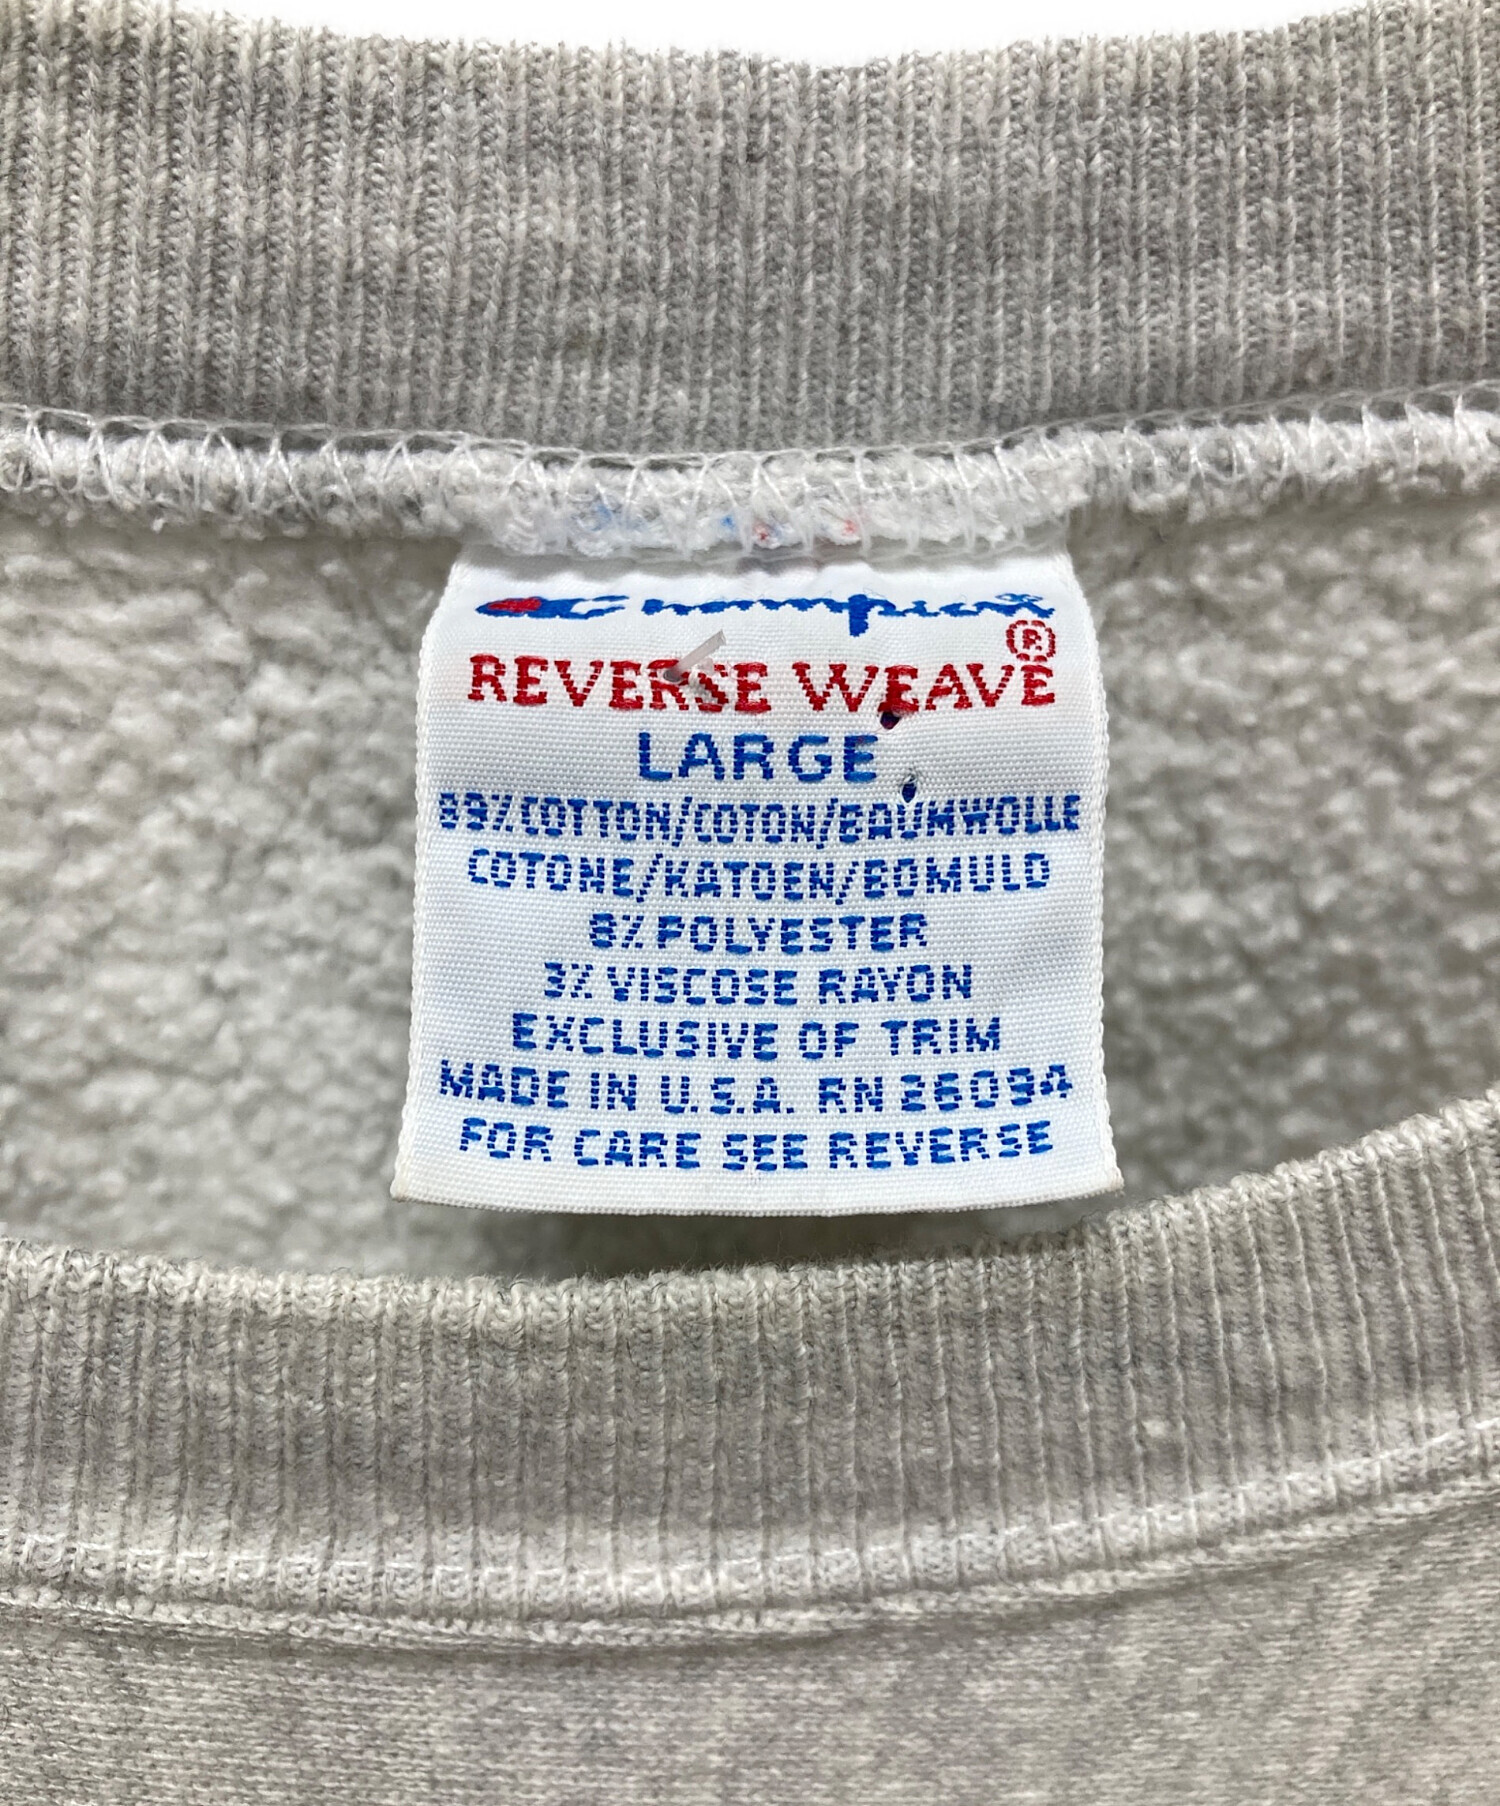 Champion
REVERSE WEAVE®
LARGE
89% COTTON/COTON/BAUMWOLLE
COTONE/KATOEN/BOMULD
8% POLYESTER
3% VISCOSE RAYON
EXCLUSIVE OF TRIM
MADE IN U.S.A. RN 26094
FOR CARE SEE REVERSE